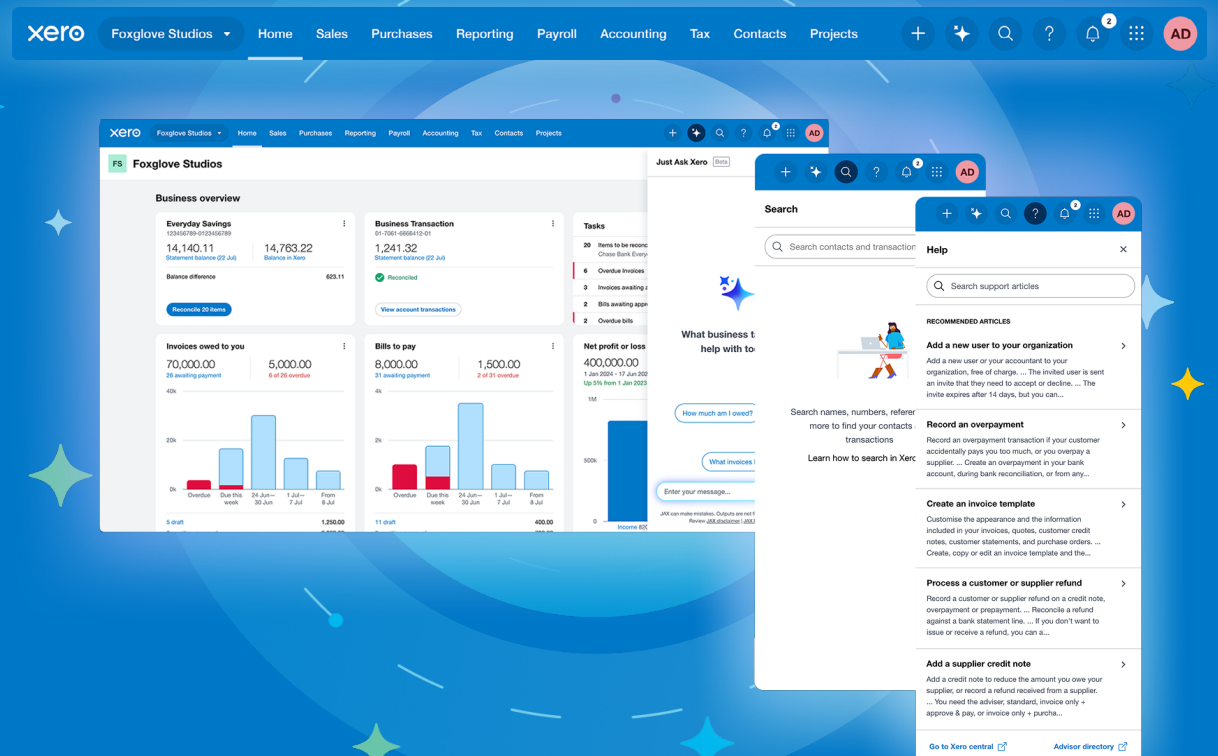 xero Foxglove Studios Home Sales Purchases Reporting Payroll Accounting Tax Contacts Projects 2 AD
xero Foxglove Studios Home Sales Purchases Reporting Payroll Accounting Tax Contacts Projects 2 AD
FS Foxglove Studios
Business overview
Everyday Savings
123456789-0123456789
14,140.11 14,763.22
Statement balance (22 Jul) Balance in Xero
Balance difference 623.11
Reconcile 20 items
Business Transaction
01-7061-6666412-01
1,241.32
Statement balance (22 Jul)
Reconciled
View account transactions
Tasks
20 Items to be recon
Chase Bank Every
6 Overdue Invoices
3 Invoices awaiting a
2 Bills awaiting appr
2 Overdue bills
Invoices owed to you
70,000.00 5,000.00
26 awaiting payment 6 of 26 overdue
40k
20k
0k
Overdue Due this week 24 Jun— 30 Jun 1 Jul— 7 Jul From 8 Jul
5 draft 1,250.00
Bills to pay
8,000.00 1,500.00
31 awaiting payment 2 of 31 overdue
4k
2k
0k
Overdue Due this week 24 Jun— 30 Jun 1 Jul— 7 Jul From 8 Jul
11 draft 400.00
Net profit or loss
400,000.00
1 Jan 2024 - 17 Jun 202
Up 5% from 1 Jan 2023
1M
500k
0
Income 820
Just Ask Xero Beta
What business t
help with to
How much am I owed?
What invoices
Enter your message...
JAX can make mistakes. Outputs are not f
Review JAX disclaimer | JAX
2 AD
Search
Search contacts and transaction
Search names, numbers, referen
more to find your contacts
transactions
Learn how to search in Xero
2 AD
Help
Search support articles
RECOMMENDED ARTICLES
Add a new user to your organization
Add a new user or your accountant to your
organization, free of charge. ... The invited user is sent
an invite that they need to accept or decline. ... The
invite expires after 14 days, but you can...
Record an overpayment
Record an overpayment transaction if your customer
accidentally pays you too much, or you overpay a
supplier. ... Create an overpayment in your bank
account, during bank reconciliation, or from any...
Create an invoice template
Customise the appearance and the information
included in your invoices, quotes, customer credit
notes, customer statements, and purchase orders. ...
Create, copy or edit an invoice template and the...
Process a customer or supplier refund
Record a customer or supplier refund on a credit note,
overpayment or prepayment. ... Reconcile a refund
against a bank statement line. ... If you don't want to
issue or receive a refund, you can a...
Add a supplier credit note
Add a credit note to reduce the amount you owe your
supplier, or record a refund received from a supplier.
... You need the adviser, standard, invoice only +
approve & pay, or invoice only + purcha...
Go to Xero central Advisor directory